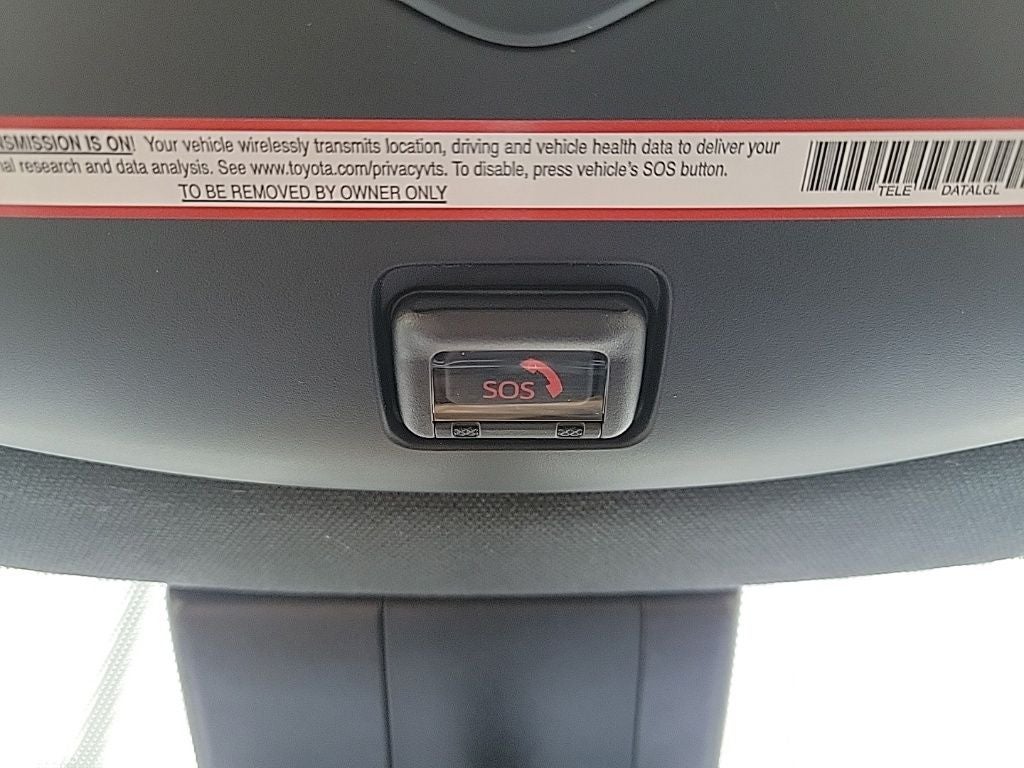 NSMISSION IS ON! Your vehicle wirelessly transmits location, driving and vehicle health data to deliver your
nal research and data analysis. See www.toyota.com/privacyvts. To disable, press vehicle's SOS button.
TO BE REMOVED BY OWNER ONLY
TELE DATALGL
SOS